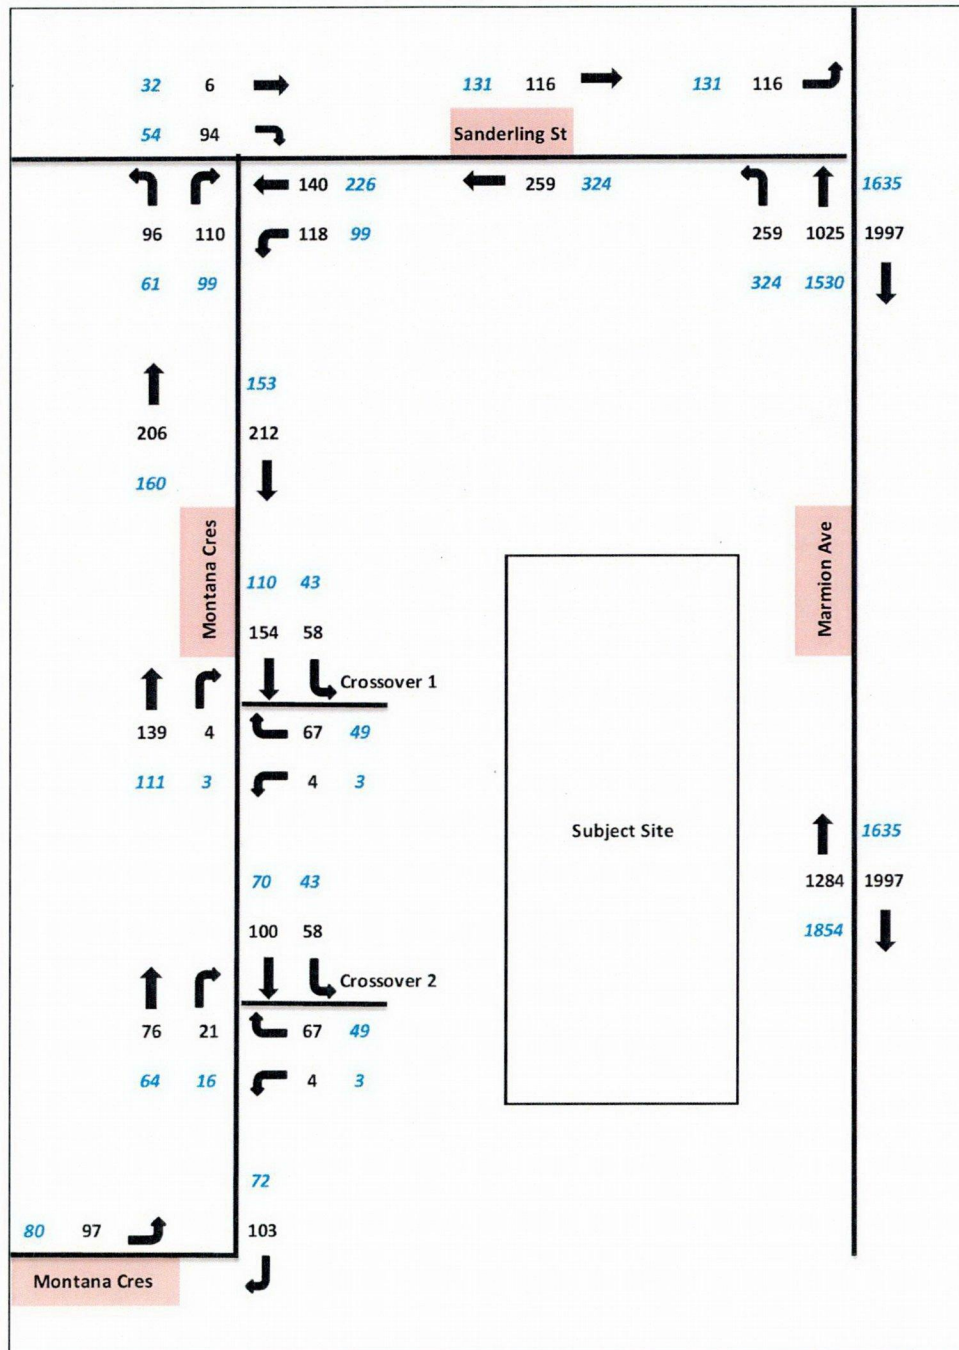 32 6 131 116 131 116
54 94 Sanderling St
140 226 259 324 1635
96 110 118 99 259 1025 1997
61 99 324 1530
153
206 212
160
Montana Cres
Marmion Ave
110 43
154 58
Crossover 1
139 4 67 49
111 3 4 3
Subject Site
1635
70 43 1284 1997
100 58 1854
Crossover 2
76 21 67 49
64 16 4 3
72
80 97 103
Montana Cres